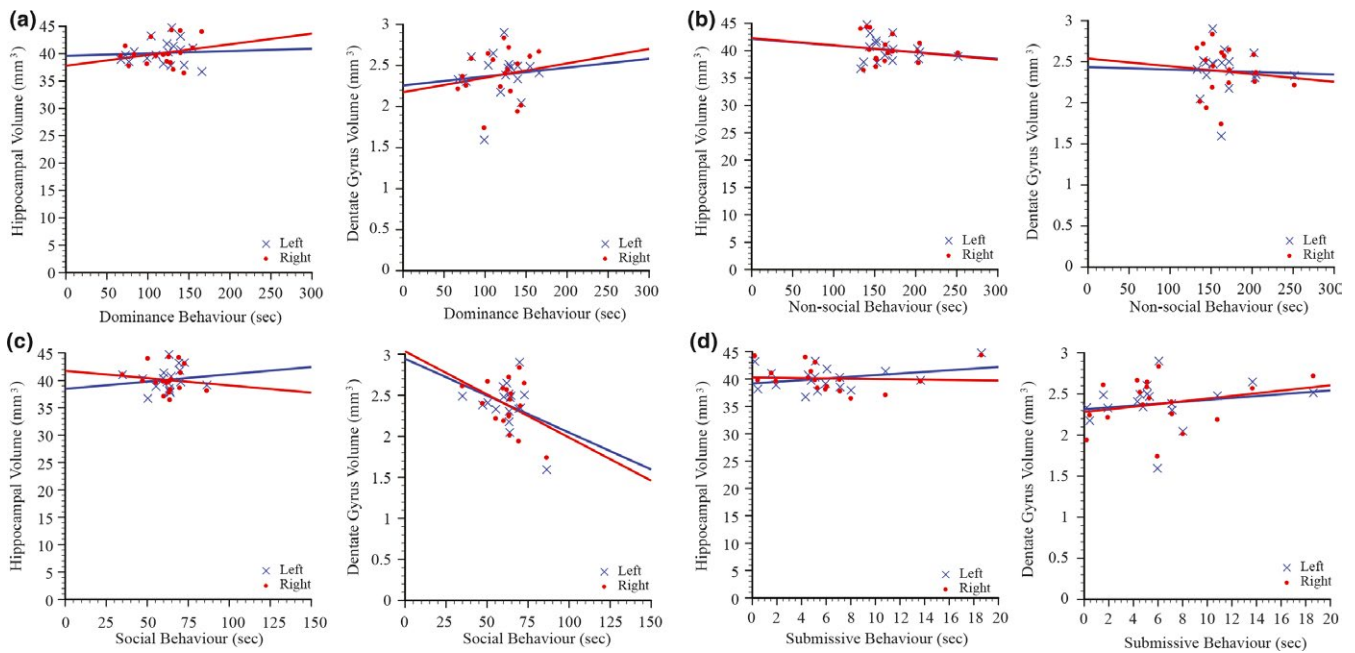 (a)
Hippocampal Volume (mm³)
45
40
35
30
25
20
15
10
5
0
× Left
• Right
0 50 100 150 200 250 300
Dominance Behaviour (sec)
Dentate Gyrus Volume (mm³)
3
2.5
2
1.5
1
0.5
0
× Left
• Right
0 50 100 150 200 250 300
Dominance Behaviour (sec)
(b)
Hippocampal Volume (mm³)
45
40
35
30
25
20
15
10
5
0
× Left
• Right
0 50 100 150 200 250 300
Non-social Behaviour (sec)
Dentate Gyrus Volume (mm³)
3
2.5
2
1.5
1
0.5
0
× Left
• Right
0 50 100 150 200 250 300
Non-social Behaviour (sec)
(c)
Hippocampal Volume (mm³)
45
40
35
30
25
20
15
10
5
0
× Left
• Right
0 25 50 75 100 125 150
Social Behaviour (sec)
Dentate Gyrus Volume (mm³)
3
2.5
2
1.5
1
0.5
0
× Left
• Right
0 25 50 75 100 125 150
Social Behaviour (sec)
(d)
Hippocampal Volume (mm³)
45
40
35
30
25
20
15
10
5
0
× Left
• Right
0 2 4 6 8 10 12 14 16 18 20
Submissive Behaviour (sec)
Dentate Gyrus Volume (mm³)
3
2.5
2
1.5
1
0.5
0
× Left
• Right
0 2 4 6 8 10 12 14 16 18 20
Submissive Behaviour (sec)